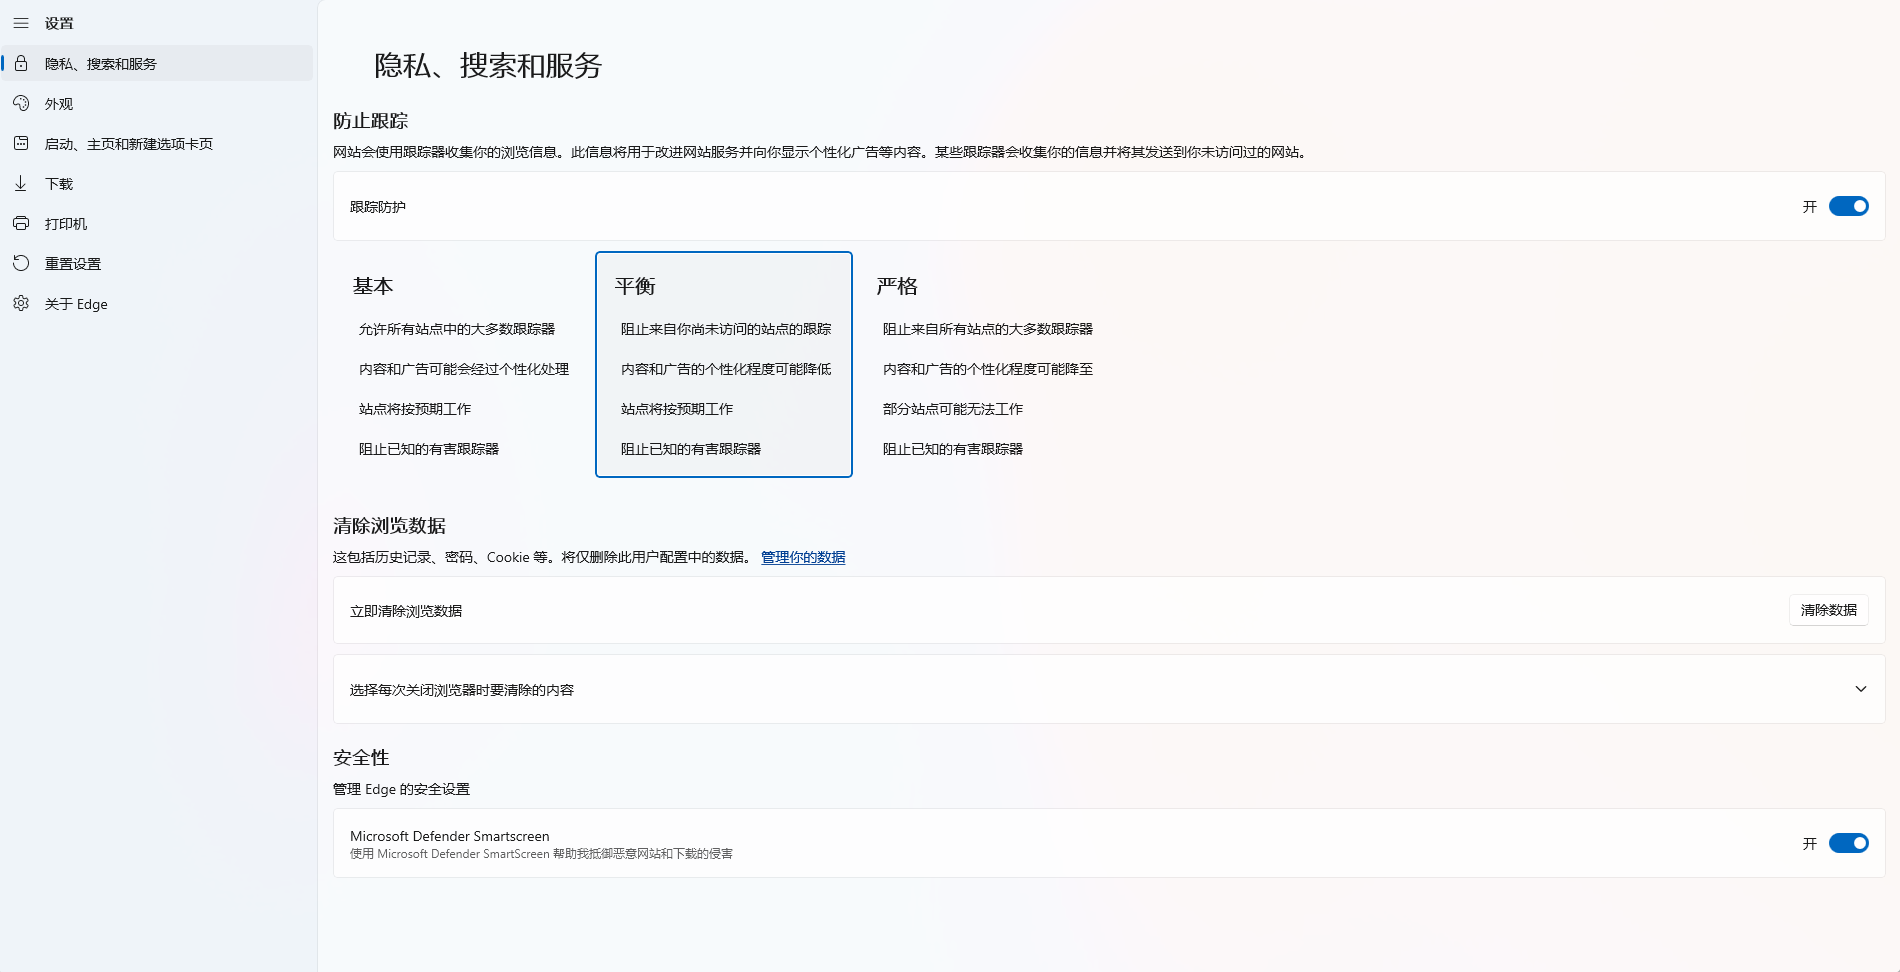 设置
隐私、搜索和服务
外观
启动、主页和新建选项卡页
下载
打印机
重置设置
关于 Edge
隐私、搜索和服务
防止跟踪
网站会使用跟踪器收集你的浏览信息。此信息将用于改进网站服务并向你显示个性化广告等内容。某些跟踪器会收集你的信息并将其发送到你未访问过的网站。
跟踪防护
开
基本
允许所有站点中的大多数跟踪器
内容和广告可能会经过个性化处理
站点将按预期工作
阻止已知的有害跟踪器
平衡
阻止来自你尚未访问的站点的跟踪
内容和广告的个性化程度可能降低
站点将按预期工作
阻止已知的有害跟踪器
严格
阻止来自所有站点的大多数跟踪器
内容和广告的个性化程度可能降至
部分站点可能无法工作
阻止已知的有害跟踪器
清除浏览数据
这包括历史记录、密码、Cookie 等。将仅删除此用户配置中的数据。 管理你的数据
立即清除浏览数据
清除数据
选择每次关闭浏览器时要清除的内容
安全性
管理 Edge 的安全设置
Microsoft Defender Smartscreen
使用 Microsoft Defender SmartScreen 帮助我抵御恶意网站和下载的侵害
开